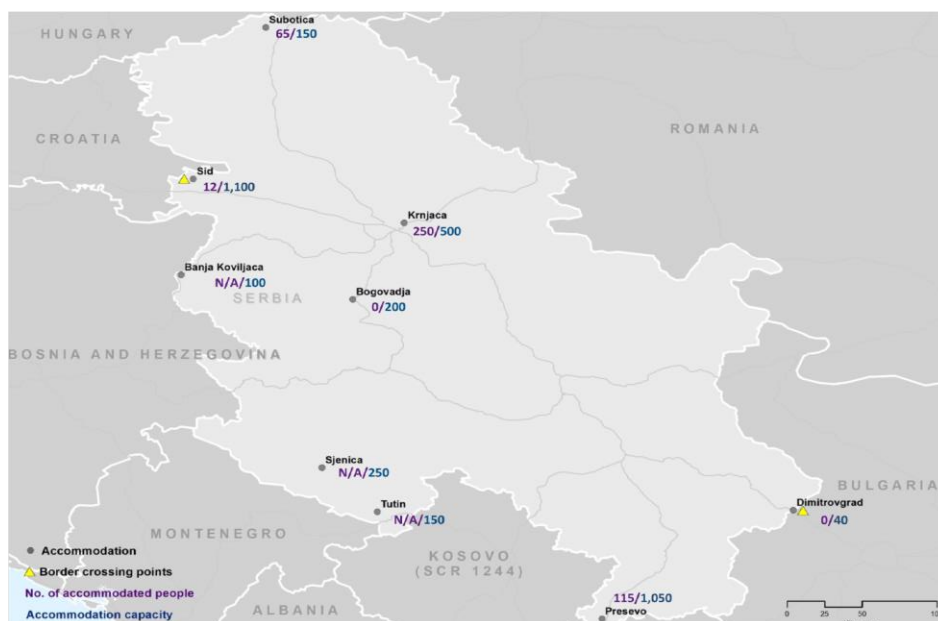 Subotica
65/150
HUNGARY
CROATIA
ROMANIA
Sid
12/1,100
Krnjaca
250/500
Banja Koviljaca
N/A/100
SERBIA
Bogovadja
0/200
BOSNIA AND HERZEGOVINA
Sjenica
N/A/250
Tutin
N/A/150
BULGARIA
Dimitrovgrad
0/40
MONTENEGRO
KOSOVO
(SCR 1244)
Accommodation
Border crossing points
No. of accommodated people
Accommodation capacity
ALBANIA
115/1,050
Presevo
0 25 50 10